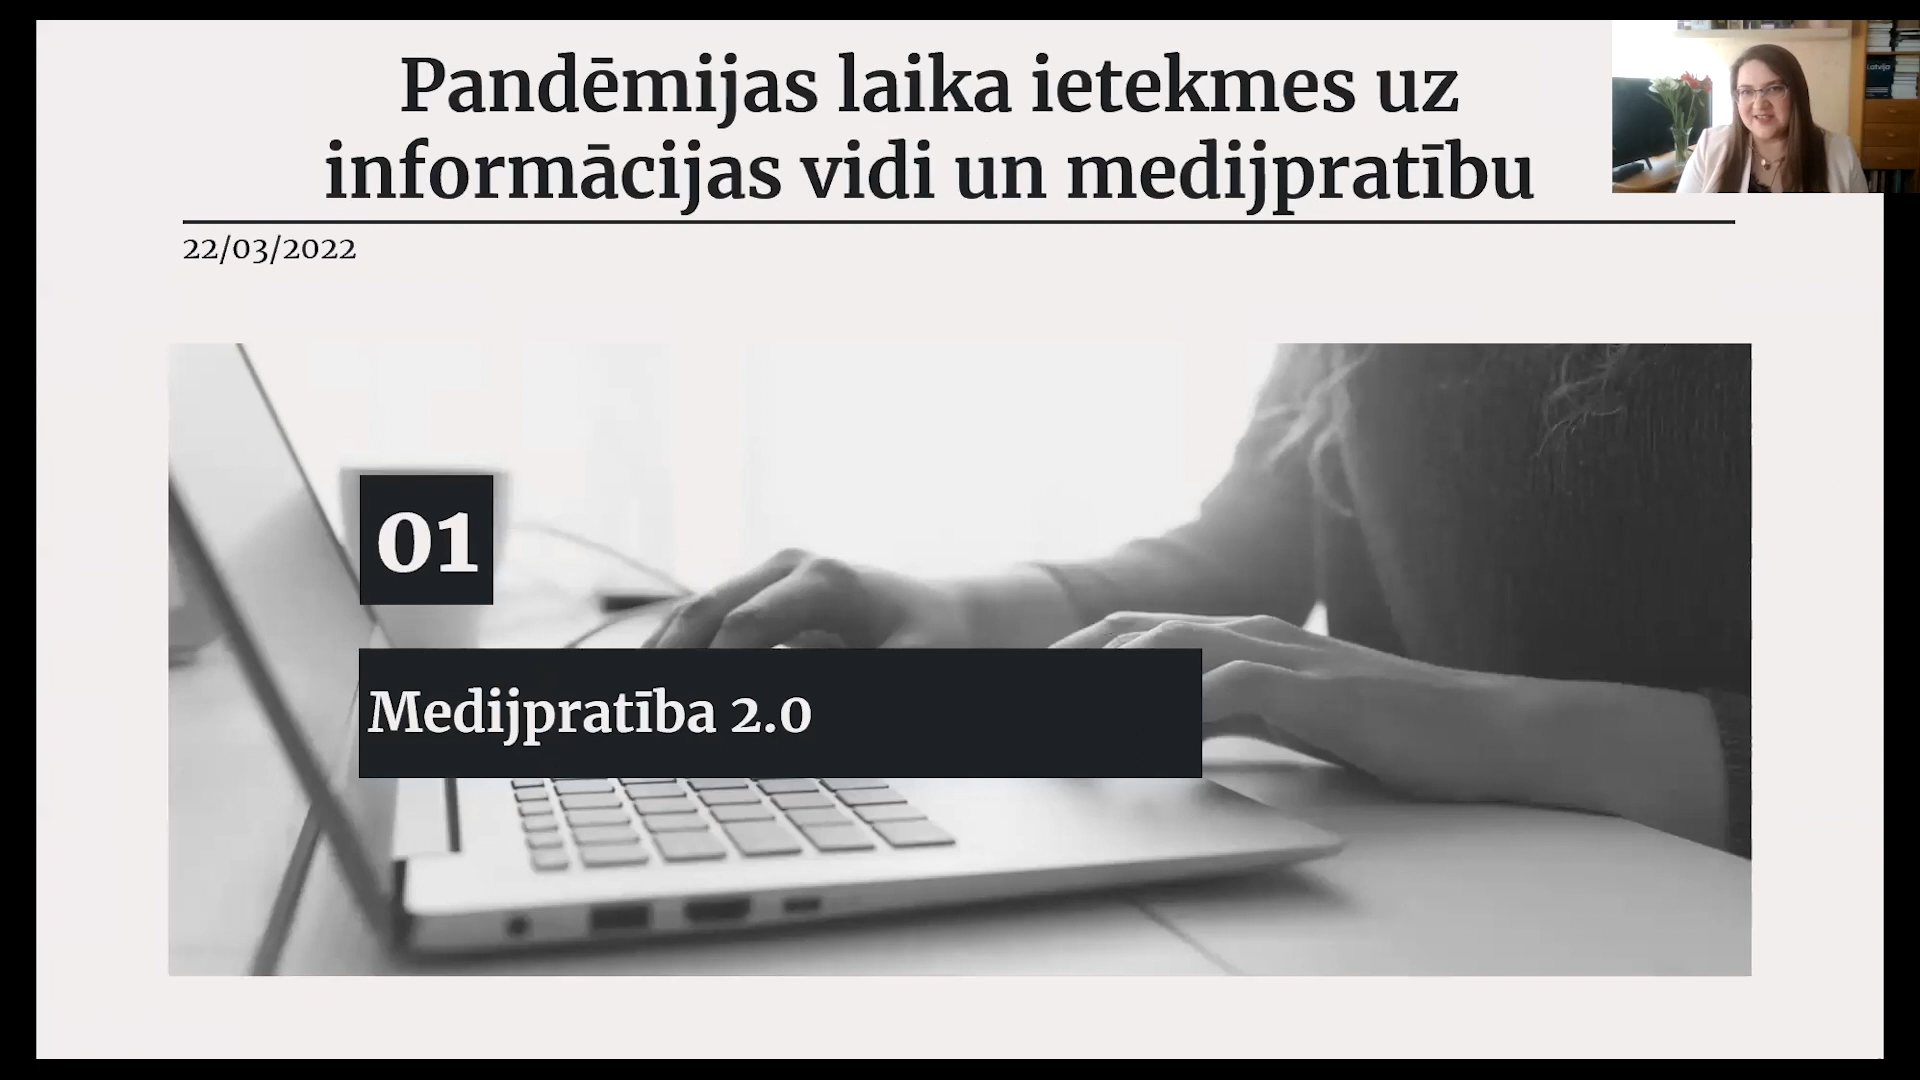 Pandēmijas laika ietekmes uz
informācijas vidi un medijpratību
22/03/2022
01
Medijpratība 2.0